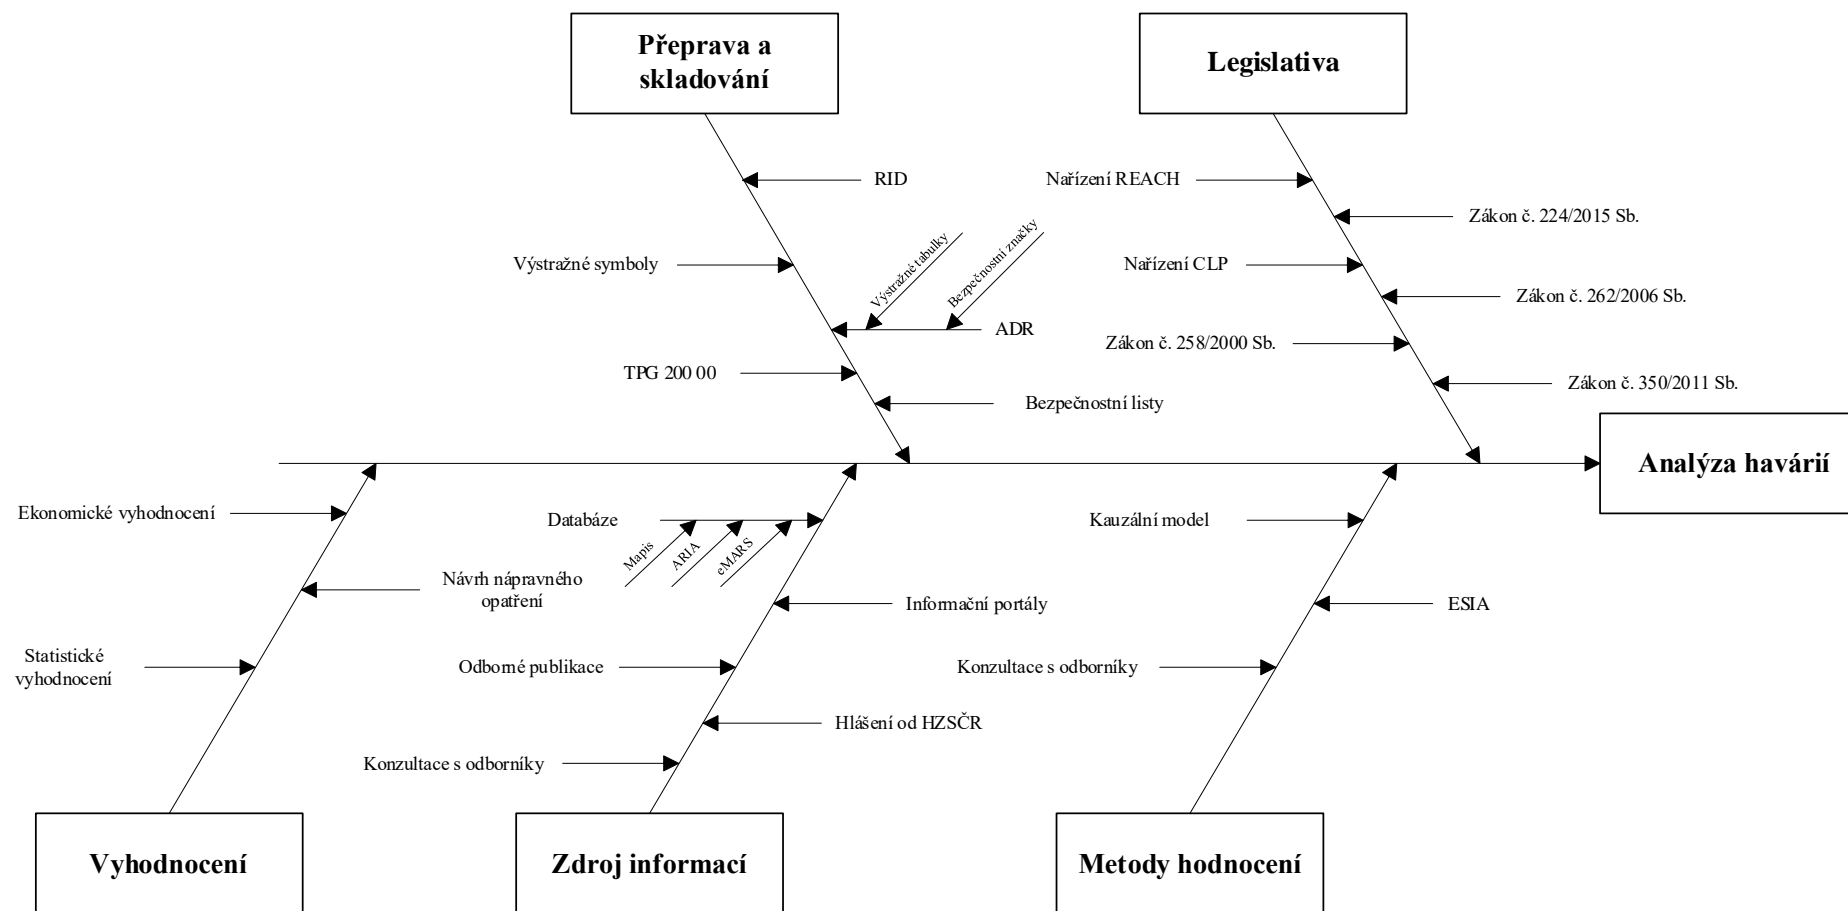 Přeprava a
skladování
Legislativa
RID
Nařízení REACH
Zákon č. 224/2015 Sb.
Výstražné symboly
Výstražné tabulky
Bezpečnostní značky
Nařízení CLP
Zákon č. 262/2006 Sb.
ADR
Zákon č. 258/2000 Sb.
TPG 200 00
Bezpečnostní listy
Zákon č. 350/2011 Sb.
Analýza havárií
Ekonomické vyhodnocení
Databáze
Mapis
ARIA
eMARS
Kauzální model
Návrh nápravného
opatření
Informační portály
ESIA
Statistické
vyhodnocení
Odborné publikace
Konzultace s odborníky
Hlášení od HZSČR
Konzultace s odborníky
Vyhodnocení
Zdroj informací
Metody hodnocení